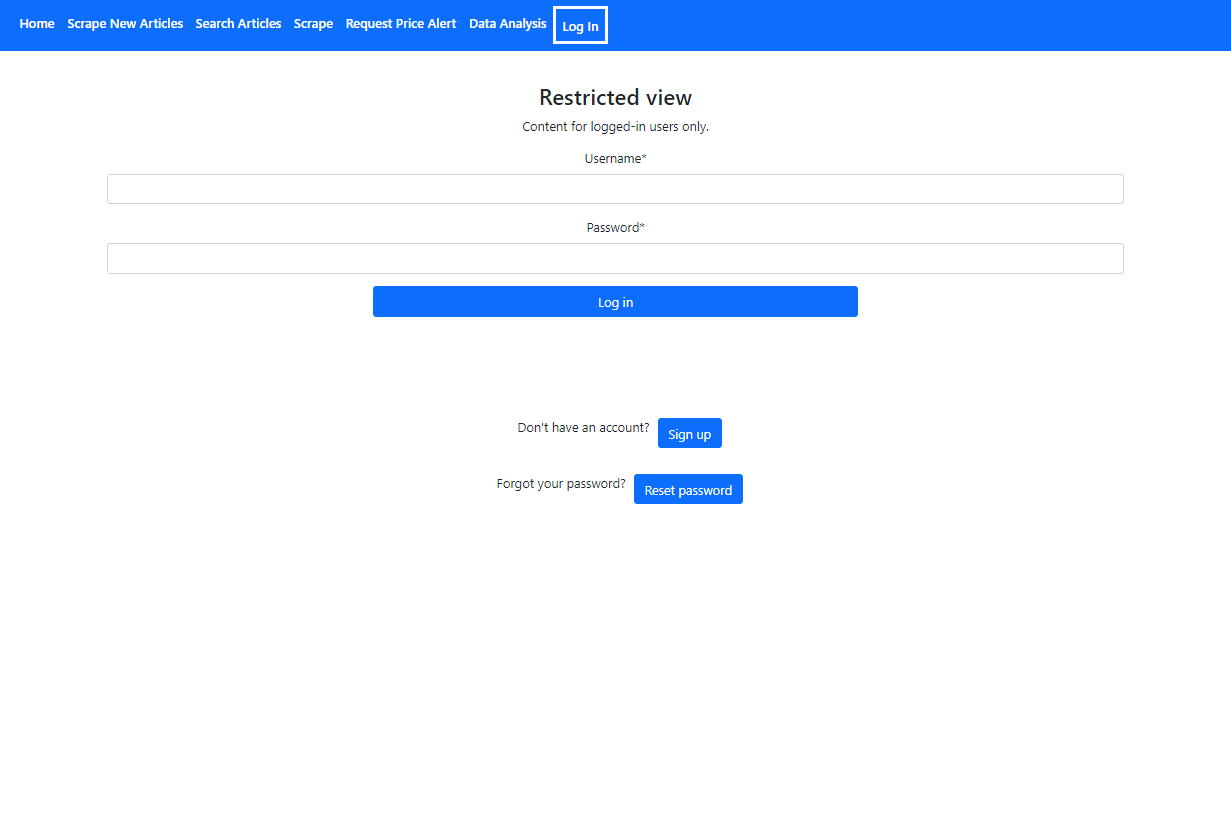 Home Scrape New Articles Search Articles Scrape Request Price Alert Data Analysis Log In
Restricted view
Content for logged-in users only.
Username*
Password*
Log in
Don't have an account? Sign up
Forgot your password? Reset password